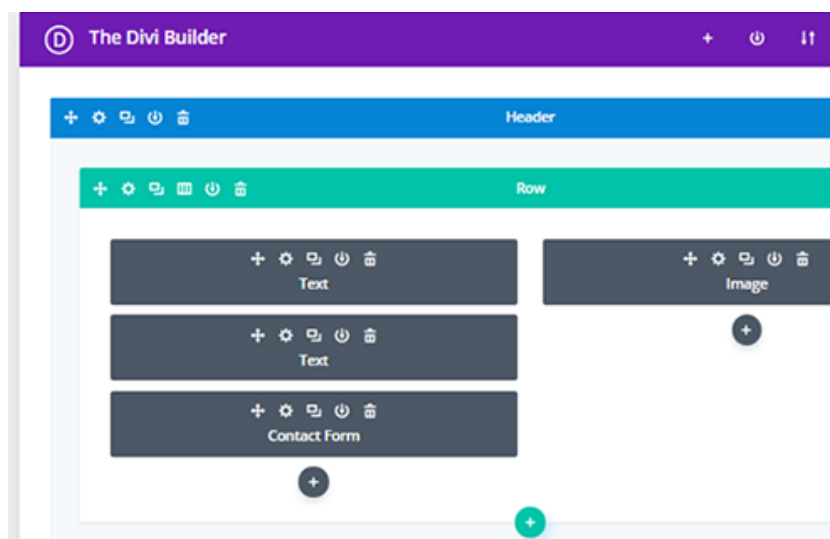 D The Divi Builder
Header
Row
Text
Image
Text
Contact Form